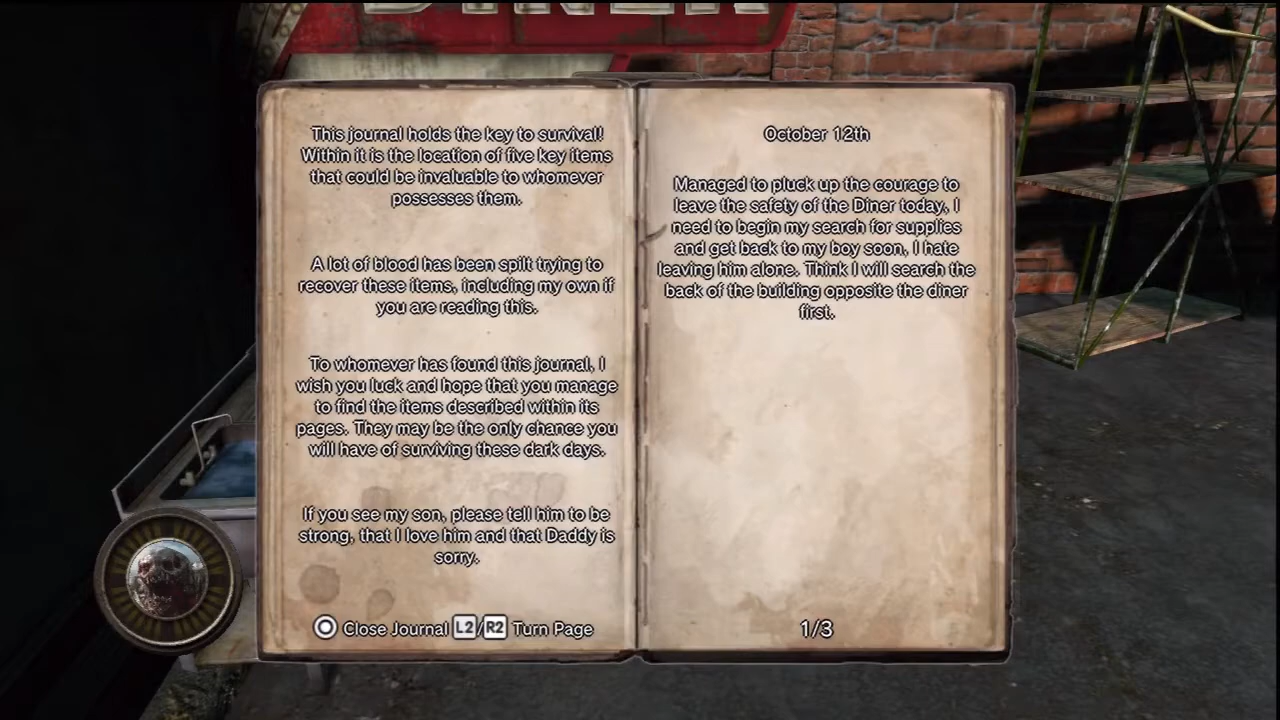 DINER
This journal holds the key to survival!
Within it is the location of five key items
that could be invaluable to whomever
possesses them.
A lot of blood has been spilt trying to
recover these items, including my own if
you are reading this.
To whomever has found this journal, I
wish you luck and hope that you manage
to find the items described within its
pages. They may be the only chance you
will have of surviving these dark days.
If you see my son, please tell him to be
strong, that I love him and that Daddy is
sorry.
Close Journal L2/R2 Turn Page
October 12th
Managed to pluck up the courage to
leave the safety of the Diner today, I
need to begin my search for supplies
and get back to my boy soon, I hate
leaving him alone. Think I will search the
back of the building opposite the diner
first.
1/3